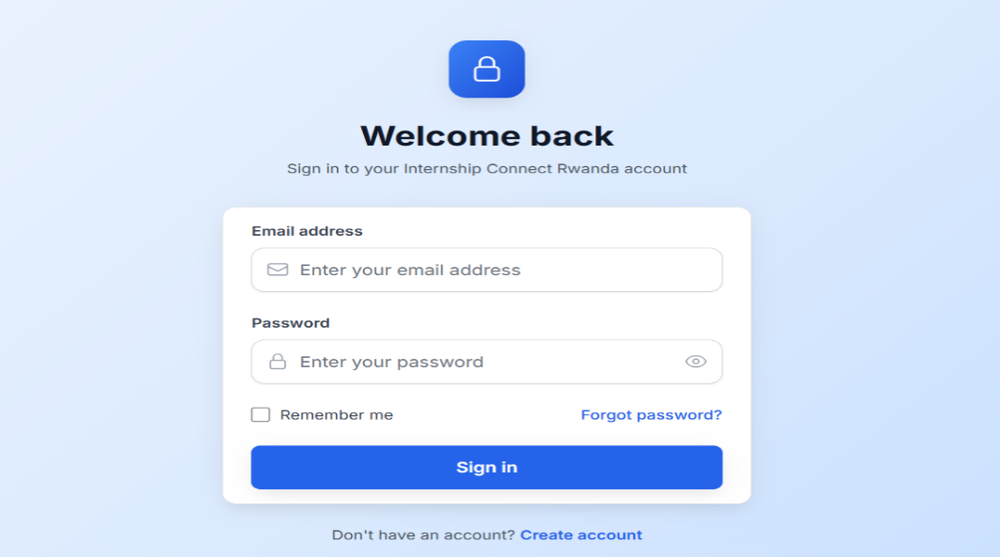 Welcome back
Sign in to your Internship Connect Rwanda account
Email address
Enter your email address
Password
Enter your password
Remember me Forgot password?
Sign in
Don't have an account? Create account